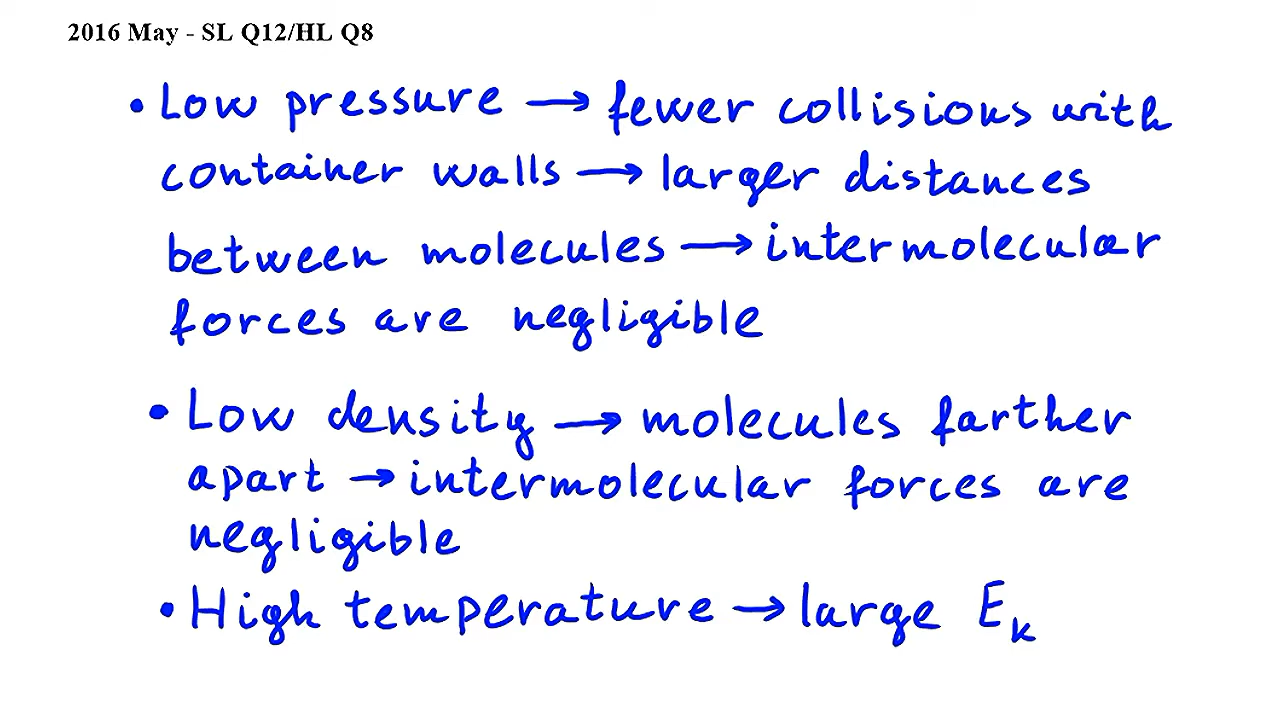 2016 May - SL Q12/HL Q8
• Low pressure → fewer collisions with
container walls → larger distances
between molecules → intermolecular
forces are negligible
• Low density → molecules farther
apart → intermolecular forces are
negligible
• High temperature → large Eₖ